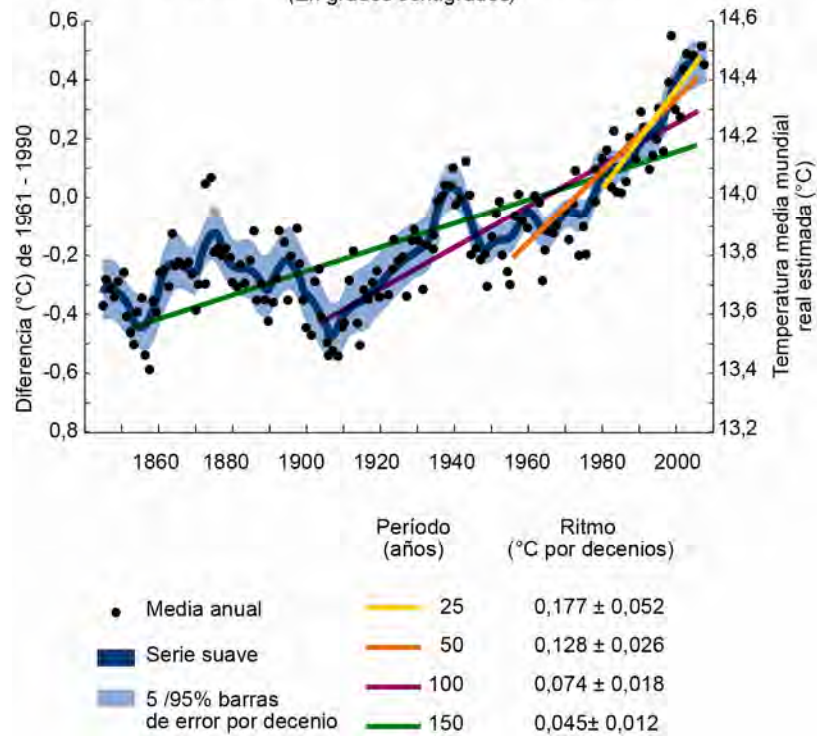 (En grados centígrados)
0,6
0,4
0,2
0,0
-0,2
-0,4
-0,6
0,8
Diferencia (°C) de 1961 - 1990
14,6
14,4
14,2
14,0
13,8
13,6
13,4
13,2
Temperatura media mundial
real estimada (°C)
1860 1880 1900 1920 1940 1960 1980 2000
Período
(años)
Ritmo
(°C por decenios)
Media anual
Serie suave
5 /95% barras
de error por decenio
25 0,177 ± 0,052
50 0,128 ± 0,026
100 0,074 ± 0,018
150 0,045± 0,012